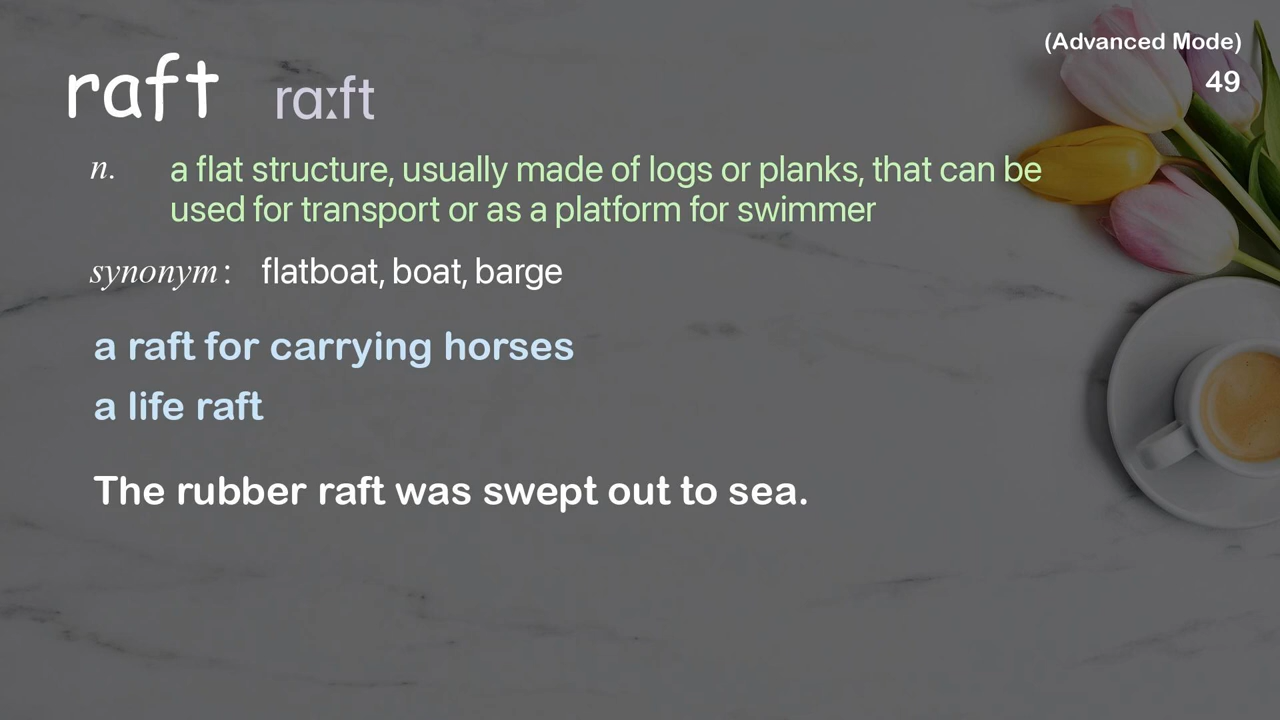 (Advanced Mode)
49
raft rɑːft
n. a flat structure, usually made of logs or planks, that can be
used for transport or as a platform for swimmer
synonym: flatboat, boat, barge
a raft for carrying horses
a life raft
The rubber raft was swept out to sea.